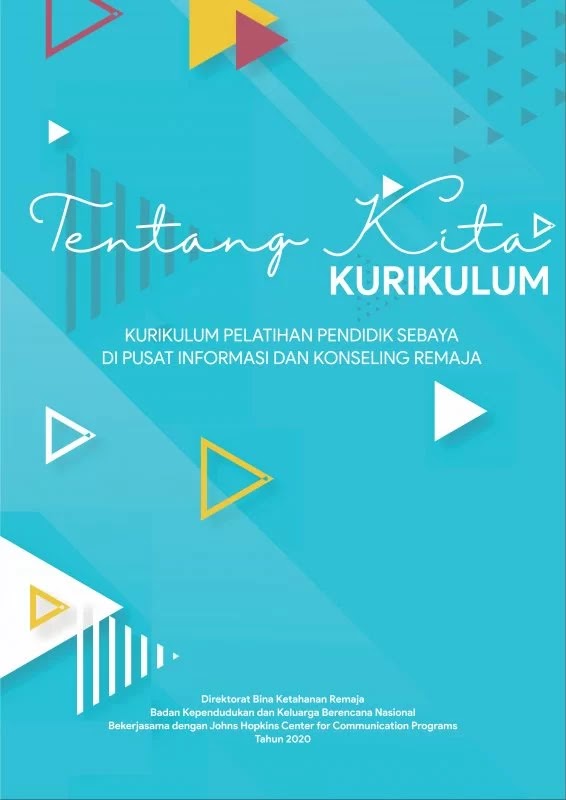 Tentang Kita
KURIKULUM
KURIKULUM PELATIHAN PENDIDIK SEBAYA
DI PUSAT INFORMASI DAN KONSELING REMAJA
Direktorat Bina Ketahanan Remaja
Badan Kependudukan dan Keluarga Berencana Nasional
Bekerjasama dengan Johns Hopkins Center for Communication Programs
Tahun 2020